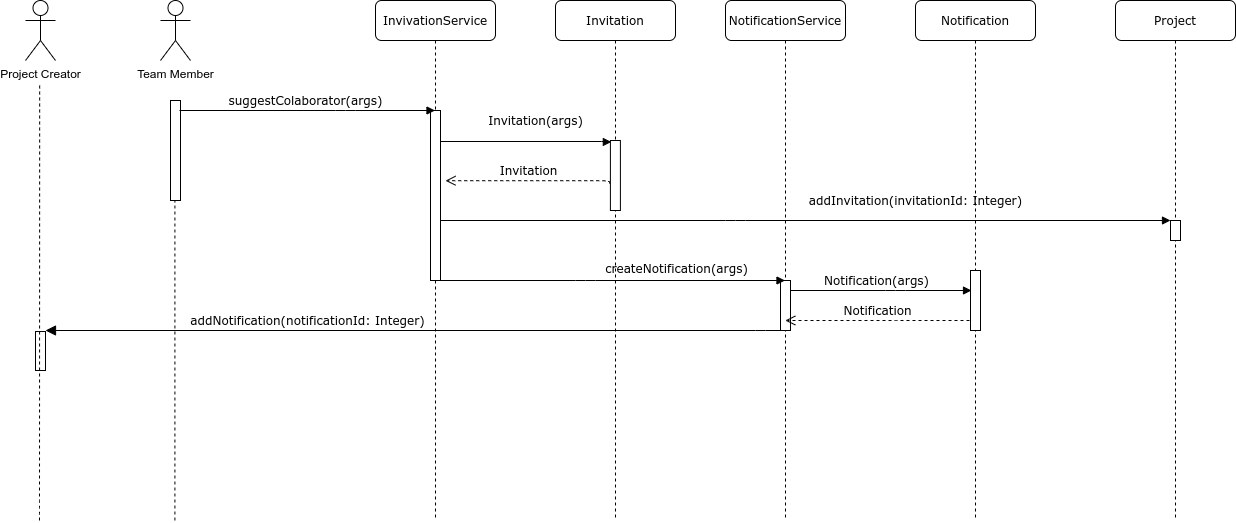 InvivationService
Invitation
NotificationService
Notification
Project
Project Creator
Team Member
suggestColaborator(args)
Invitation(args)
Invitation
addInvitation(invitationId: Integer)
createNotification(args)
Notification(args)
Notification
addNotification(notificationId: Integer)